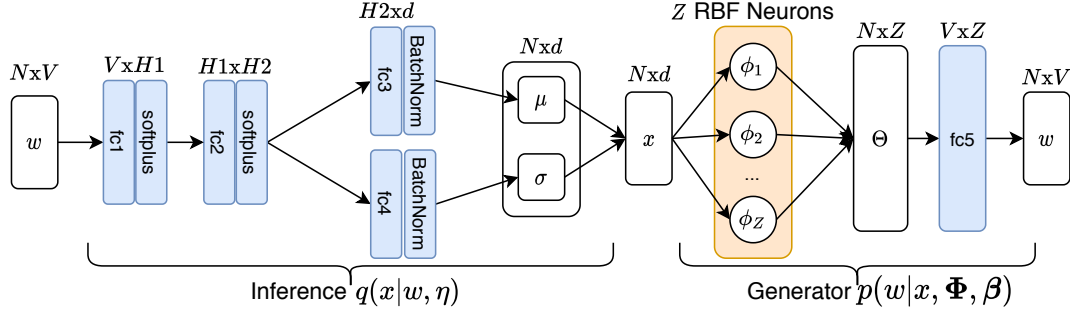 NxV
w
VxH1
fc1
softplus
H1xH2
fc2
softplus
H2xd
fc3
BatchNorm
fc4
BatchNorm
Nxd
μ
σ
Nxd
x
Z RBF Neurons
ϕ₁
ϕ₂
...
ϕ_Z
NxZ
Θ
VxZ
fc5
NxV
w
Inference q(x|w, η)
Generator p(w|x, Φ, β)